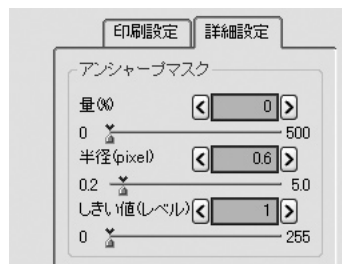 印刷設定 詳細設定
アンシャープマスク
量(%) 0
0 500
半径(pixel) 0.6
0.2 5.0
しきい値(レベル) 1
0 255